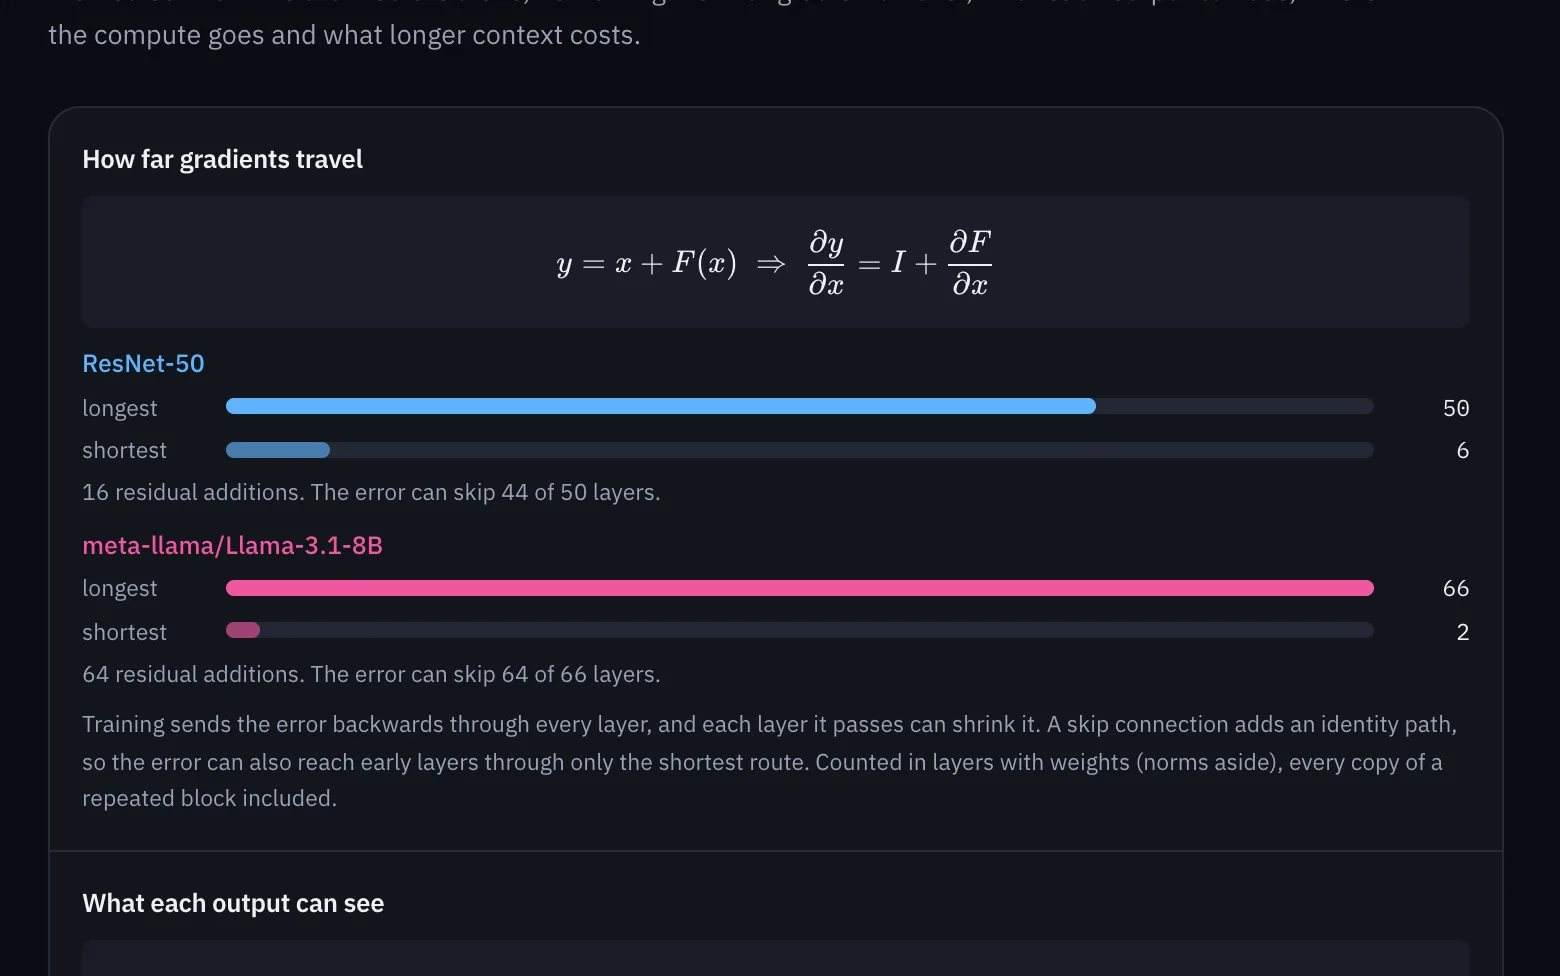 the compute goes and what longer context costs.
How far gradients travel
y = x + F(x) ⇒ ∂y/∂x = I + ∂F/∂x
ResNet-50
longest 50
shortest 6
16 residual additions. The error can skip 44 of 50 layers.
meta-llama/Llama-3.1-8B
longest 66
shortest 2
64 residual additions. The error can skip 64 of 66 layers.
Training sends the error backwards through every layer, and each layer it passes can shrink it. A skip connection adds an identity path,
so the error can also reach early layers through only the shortest route. Counted in layers with weights (norms aside), every copy of a
repeated block included.
What each output can see